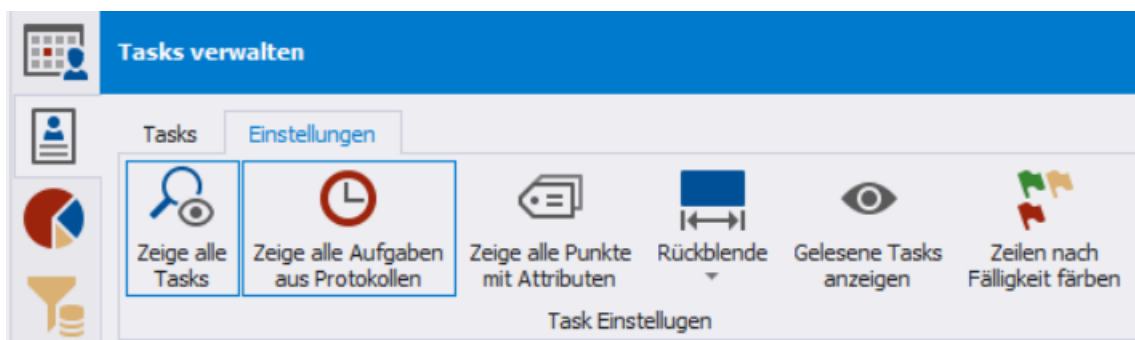 Tasks verwalten
Tasks Einstellungen
Zeige alle Zeige alle Aufgaben Zeige alle Punkte Rückblende Gelesene Tasks Zeilen nach
Tasks aus Protokollen mit Attributen anzeigen Fälligkeit färben
Task Einstellugen